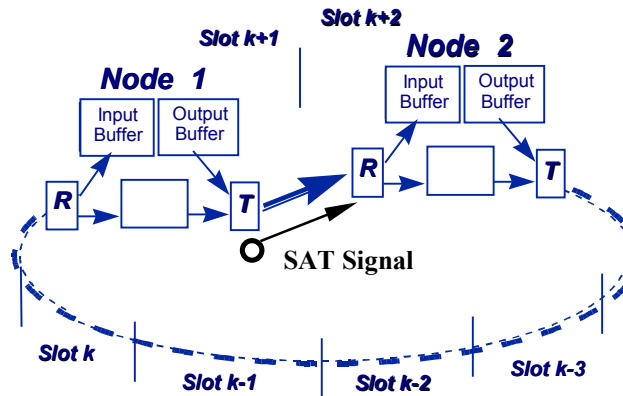 Slot k+1
Slot k+2
Node 1
Node 2
Input
Buffer
Output
Buffer
Input
Buffer
Output
Buffer
R
T
R
T
SAT Signal
Slot k
Slot k-1
Slot k-2
Slot k-3